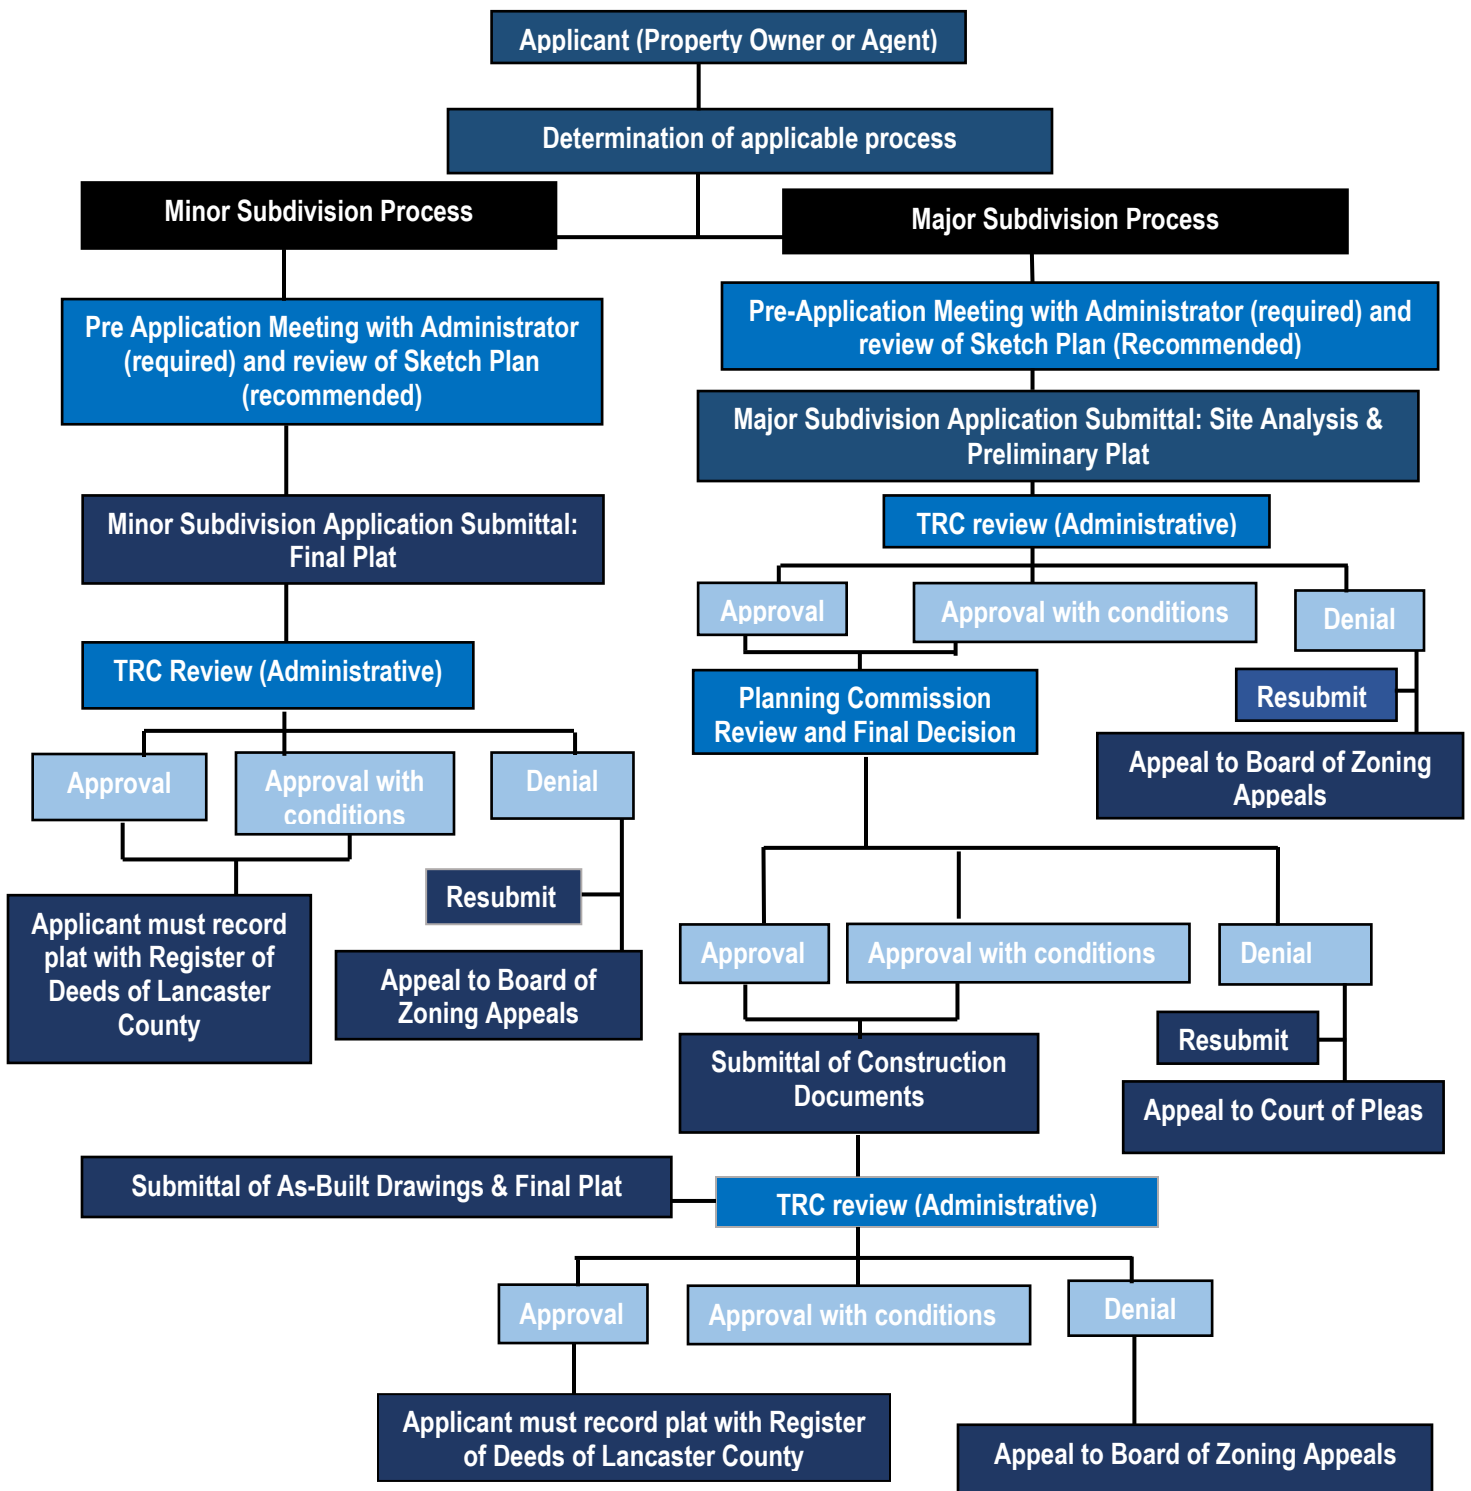 Applicant (Property Owner or Agent)
Determination of applicable process
Minor Subdivision Process
Major Subdivision Process
Pre Application Meeting with Administrator
(required) and review of Sketch Plan
(recommended)
Pre-Application Meeting with Administrator (required) and
review of Sketch Plan (Recommended)
Major Subdivision Application Submittal: Site Analysis &
Preliminary Plat
Minor Subdivision Application Submittal:
Final Plat
TRC review (Administrative)
Approval
Approval with conditions
Denial
TRC Review (Administrative)
Planning Commission
Review and Final Decision
Resubmit
Appeal to Board of Zoning
Appeals
Approval
Approval with
conditions
Denial
Resubmit
Applicant must record
plat with Register of
Deeds of Lancaster
County
Appeal to Board of
Zoning Appeals
Approval
Approval with conditions
Denial
Resubmit
Submittal of Construction
Documents
Appeal to Court of Pleas
Submittal of As-Built Drawings & Final Plat
TRC review (Administrative)
Approval
Approval with conditions
Denial
Applicant must record plat with Register
of Deeds of Lancaster County
Appeal to Board of Zoning Appeals